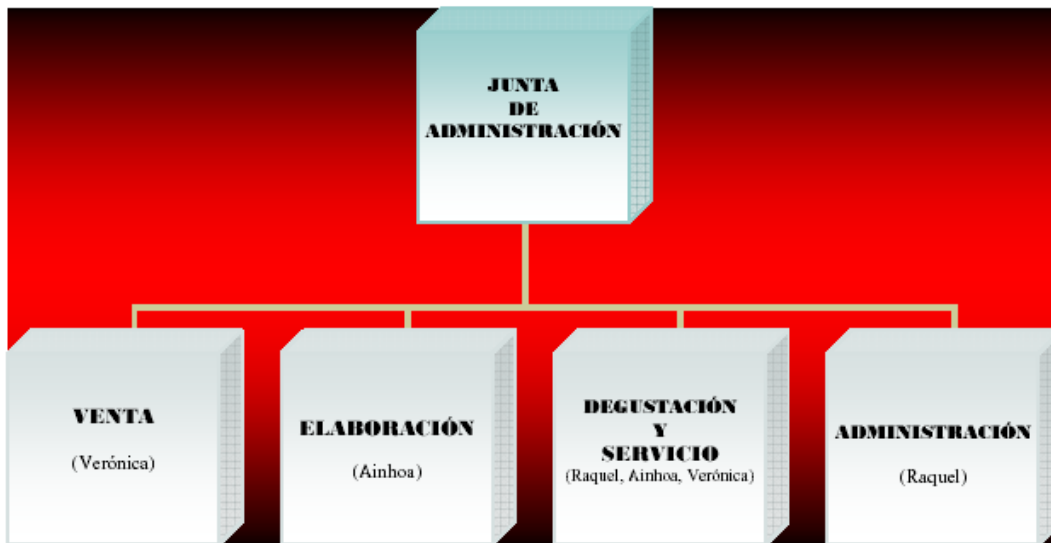 JUNTA
DE
ADMINISTRACIÓN
VENTA
(Verónica)
ELABORACIÓN
(Ainhoa)
DEGUSTACIÓN
Y
SERVICIO
(Raquel, Ainhoa, Verónica)
ADMINISTRACIÓN
(Raquel)